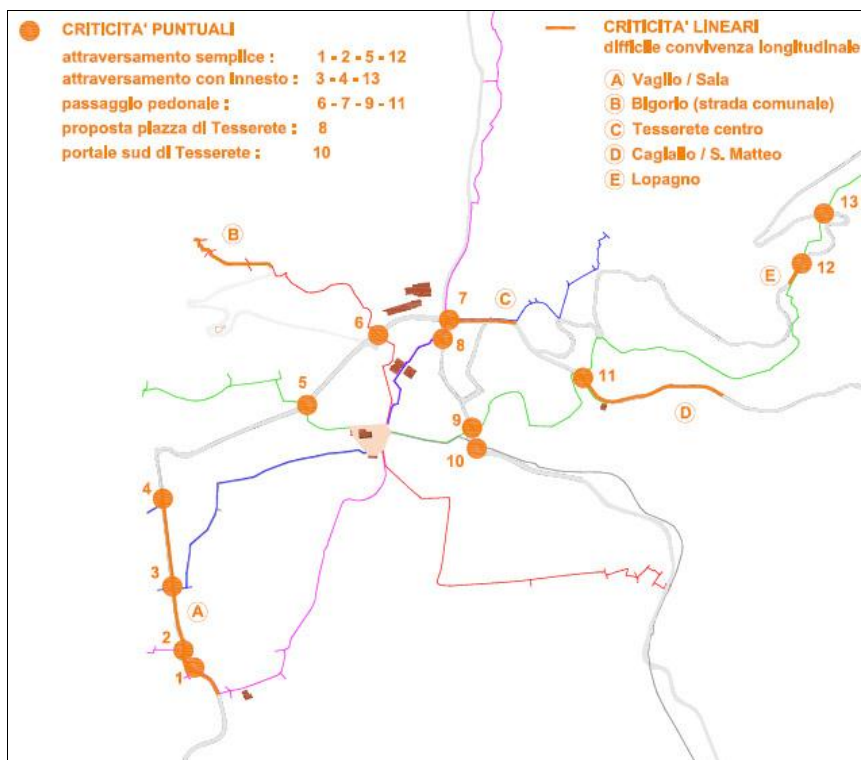 CRITICITA' PUNTUALI
attraversamento semplice : 1 - 2 - 5 - 12
attraversamento con innesto : 3 - 4 - 13
passaggio pedonale : 6 - 7 - 9 - 11
proposta piazza di Tesserete : 8
portale sud di Tesserete : 10
CRITICITA' LINEARI
difficile convivenza longitudinale
A Vaglio / Sala
B Bigorio (strada comunale)
C Tesserete centro
D Cagiallo / S. Matteo
E Lopagno
13
B
12
E
7
C
6
8
11
5
D
9
10
4
3
A
2
1